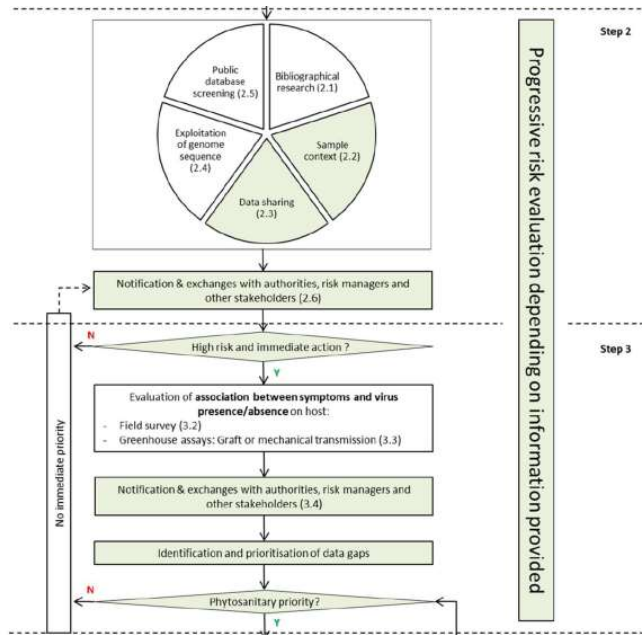 Step 2
Public
database
screening (2.5)
Bibliographical
research (2.1)
Exploitation
of genome
sequence
(2.4)
Sample
context (2.2)
Data sharing
(2.3)
Notification & exchanges with authorities, risk managers and
other stakeholders (2.6)
Step 3
N
High risk and immediate action ?
Y
Evaluation of association between symptoms and virus
presence/absence on host:
- Field survey (3.2)
- Greenhouse assays: Graft or mechanical transmission (3.3)
Notification & exchanges with authorities, risk managers and
other stakeholders (3.4)
Identification and prioritisation of data gaps
N
Phytosanitary priority?
Y
No immediate priority
Progressive risk evaluation depending on information provided